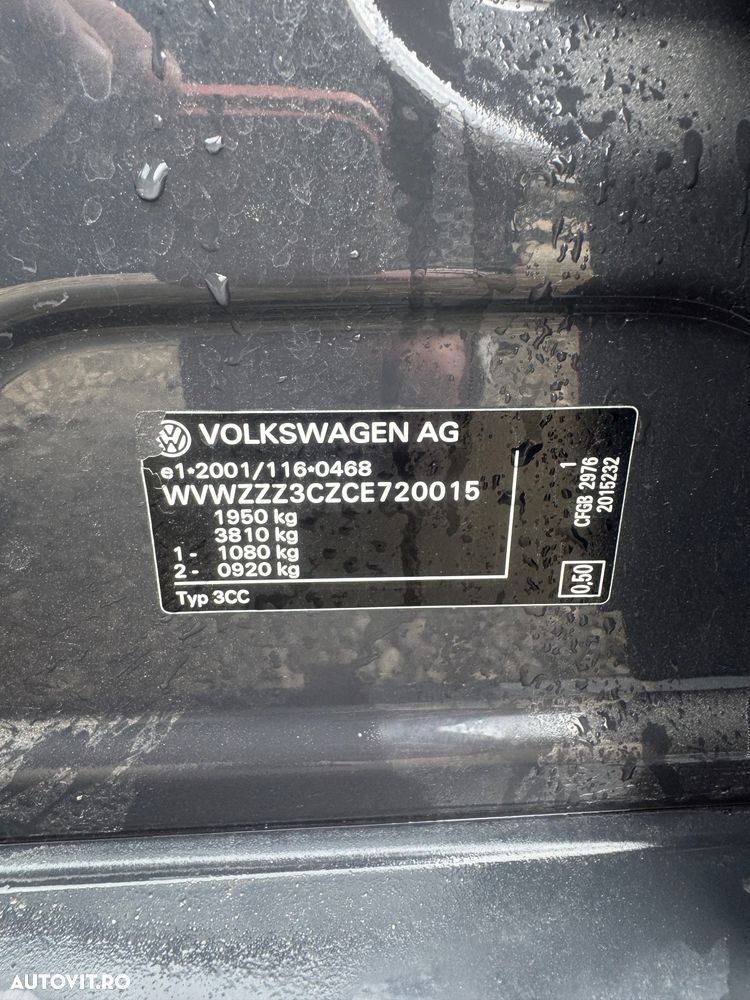 VOLKSWAGEN AG
e1*2001/116*0468
WVWZZZ3CZCE720015
1950 kg
3810 kg
1 - 1080 kg
2 - 0920 kg
Typ 3CC
1
CFGB 2976
2015232
0,50
AUTOVIT.RO